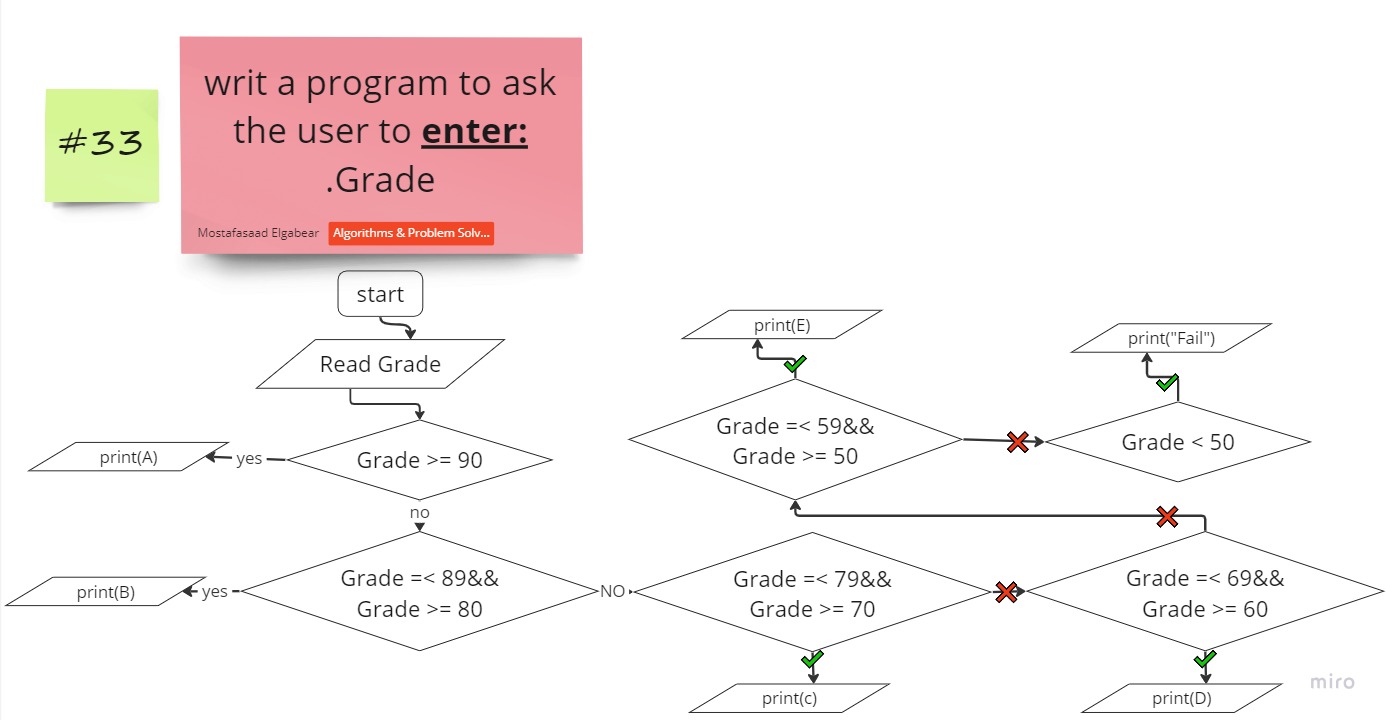 #33
writ a program to ask
the user to enter:
.Grade
Mostafasaad Elgabear
Algorithms & Problem Solv...
start
Read Grade
Grade >= 90
yes
print(A)
no
Grade =< 89&&
Grade >= 80
yes
print(B)
NO
Grade =< 79&&
Grade >= 70
print(c)
Grade =< 69&&
Grade >= 60
print(D)
Grade =< 59&&
Grade >= 50
print(E)
Grade < 50
print("Fail")
miro